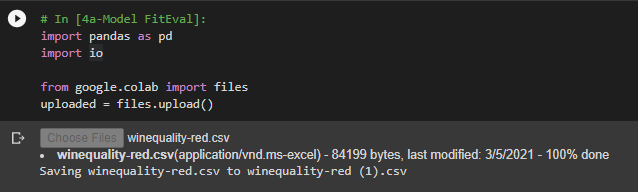 # In [4a-Model FitEval]:
import pandas as pd
import io
from google.colab import files
uploaded = files.upload()
Choose Files winequality-red.csv
• winequality-red.csv(application/vnd.ms-excel) - 84199 bytes, last modified: 3/5/2021 - 100% done
Saving winequality-red.csv to winequality-red (1).csv